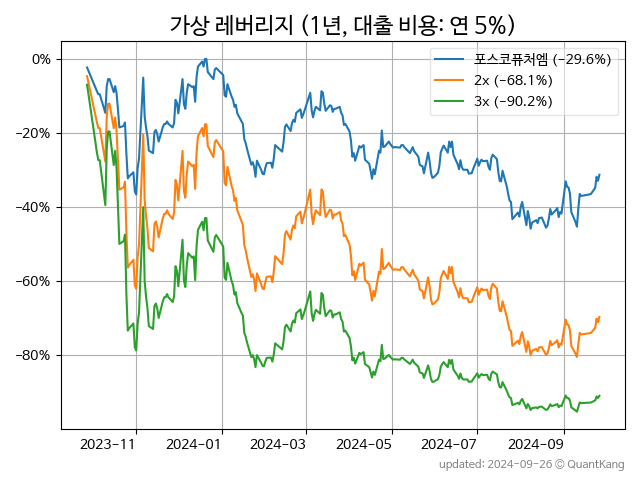 가상 레버리지 (1년, 대출 비용: 연 5%)
포스코퓨처엠 (−29.6%)
2x (−68.1%)
3x (−90.2%)
0%
−20%
−40%
−60%
−80%
2023-11
2024-01
2024-03
2024-05
2024-07
2024-09
updated: 2024-09-26 © QuantKang